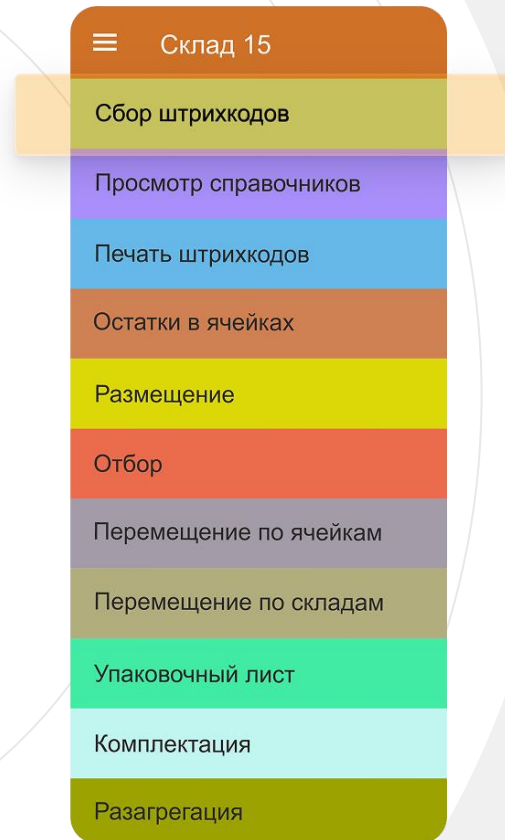 Склад 15
Сбор штрихкодов
Просмотр справочников
Печать штрихкодов
Остатки в ячейках
Размещение
Отбор
Перемещение по ячейкам
Перемещение по складам
Упаковочный лист
Комплектация
Разагрегация